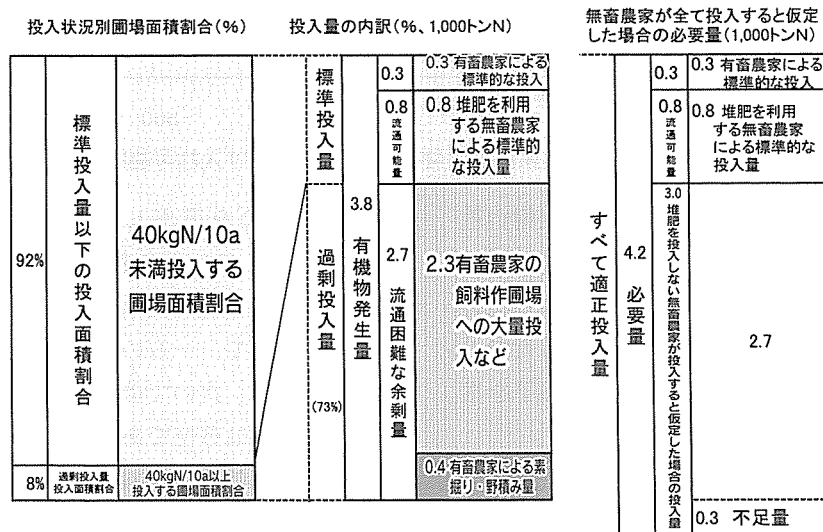 投入状況別圃場面積割合(%)
92%
標準投入量以下の投入面積割合
40kgN/10a
未満投入する
圃場面積割合
8%
過剰投入量
投入面積割合
40kgN/10a以上
投入する圃場面積割合
投入量の内訳(%、1,000トンN)
標準投入量
過剰投入量
(73%)
3.8
有機物発生量
0.3
0.8
流通可能量
2.7
流通困難な余剰量
0.3 有畜農家による
標準的な投入
0.8 堆肥を利用
する無畜農家
による標準的
な投入量
2.3有畜農家の
飼料作圃場
への大量投
入など
0.4 有畜農家による素
掘り・野積み量
無畜農家が全て投入すると仮定
した場合の必要量(1,000トンN)
すべて適正投入量
4.2
必要量
0.3
0.8
流通可能量
3.0
堆肥を投入しない無畜農家が投入すると仮定した場合の投入量
0.3 有畜農家による
標準的な投入
0.8 堆肥を利用
する無畜農家
による標準的な
投入量
2.7
0.3 不足量